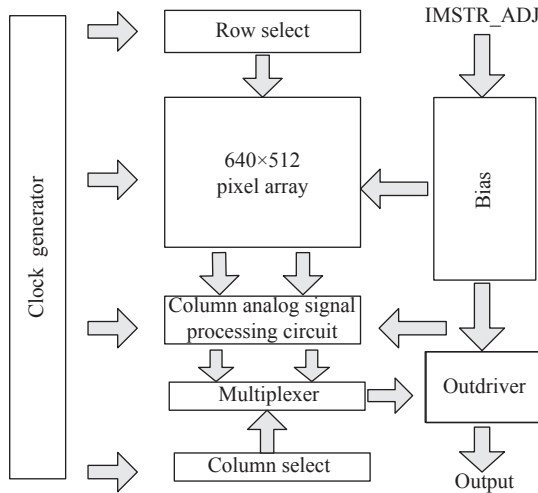 IMSTR_ADJ
Row select
640×512
pixel array
Bias
Clock generator
Column analog signal
processing circuit
Multiplexer
Outdriver
Column select
Output